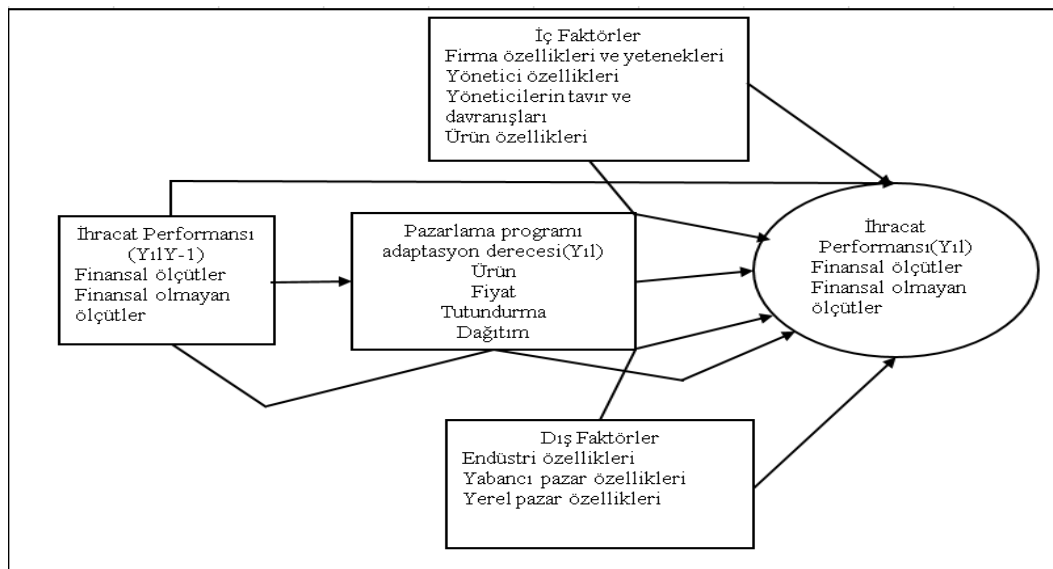 İç Faktörler
Firma özellikleri ve yetenekleri
Yönetici özellikleri
Yöneticilerin tavır ve
davranışları
Ürün özellikleri
İhracat Performansı
(YılY-1)
Finansal ölçütler
Finansal olmayan
ölçütler
Pazarlama programı
adaptasyon derecesi(Yıl)
Ürün
Fiyat
Tutundurma
Dağıtım
İhracat
Performansı(Yıl)
Finansal ölçütler
Finansal olmayan
ölçütler
Dış Faktörler
Endüstri özellikleri
Yabancı pazar özellikleri
Yerel pazar özellikleri